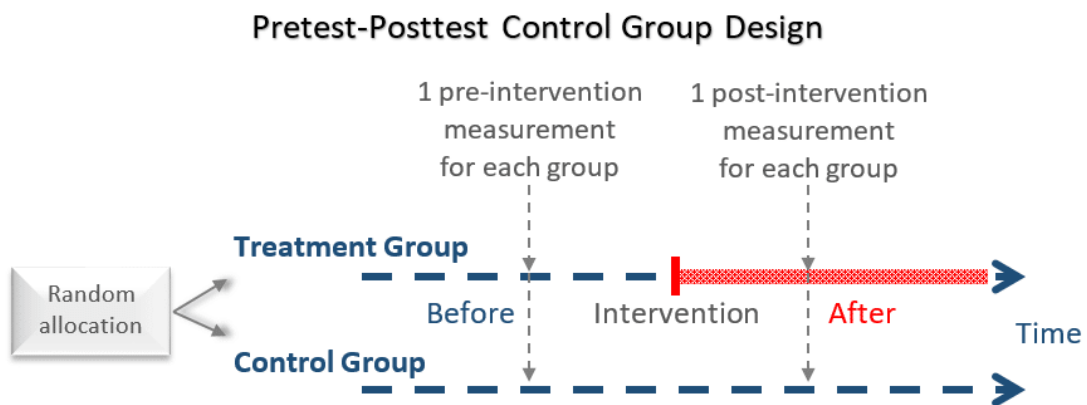 Pretest-Posttest Control Group Design
1 pre-intervention
measurement
for each group
1 post-intervention
measurement
for each group
Random
allocation
Treatment Group
Before
Intervention
After
Time
Control Group